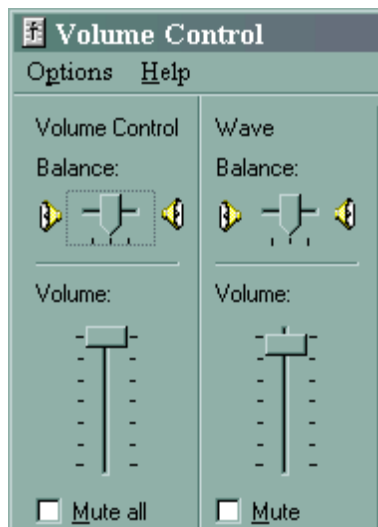 Volume Control
Options Help
Volume Control
Balance:
Volume:
Mute all
Wave
Balance:
Volume:
Mute